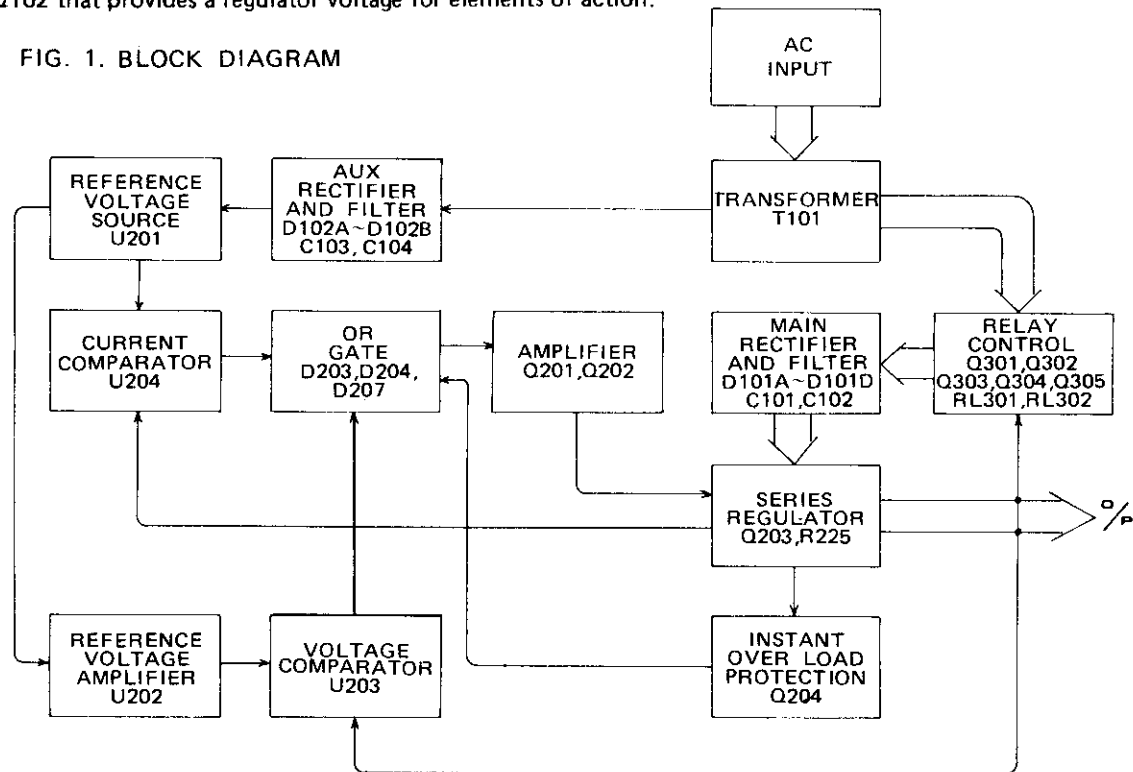 Q102 that provides a regulator voltage for elements of action.
FIG. 1. BLOCK DIAGRAM
AC
INPUT
REFERENCE
VOLTAGE
SOURCE
U201
AUX
RECTIFIER
AND FILTER
D102A~D102B
C103, C104
TRANSFORMER
T101
CURRENT
COMPARATOR
U204
OR
GATE
D203,D204,
D207
AMPLIFIER
Q201,Q202
MAIN
RECTIFIER
AND FILTER
D101A~D101D
C101,C102
RELAY
CONTROL
Q301,Q302
Q303,Q304,Q305
RL301,RL302
SERIES
REGULATOR
Q203,R225
O/P
REFERENCE
VOLTAGE
AMPLIFIER
U202
VOLTAGE
COMPARATOR
U203
INSTANT
OVER LOAD
PROTECTION
Q204